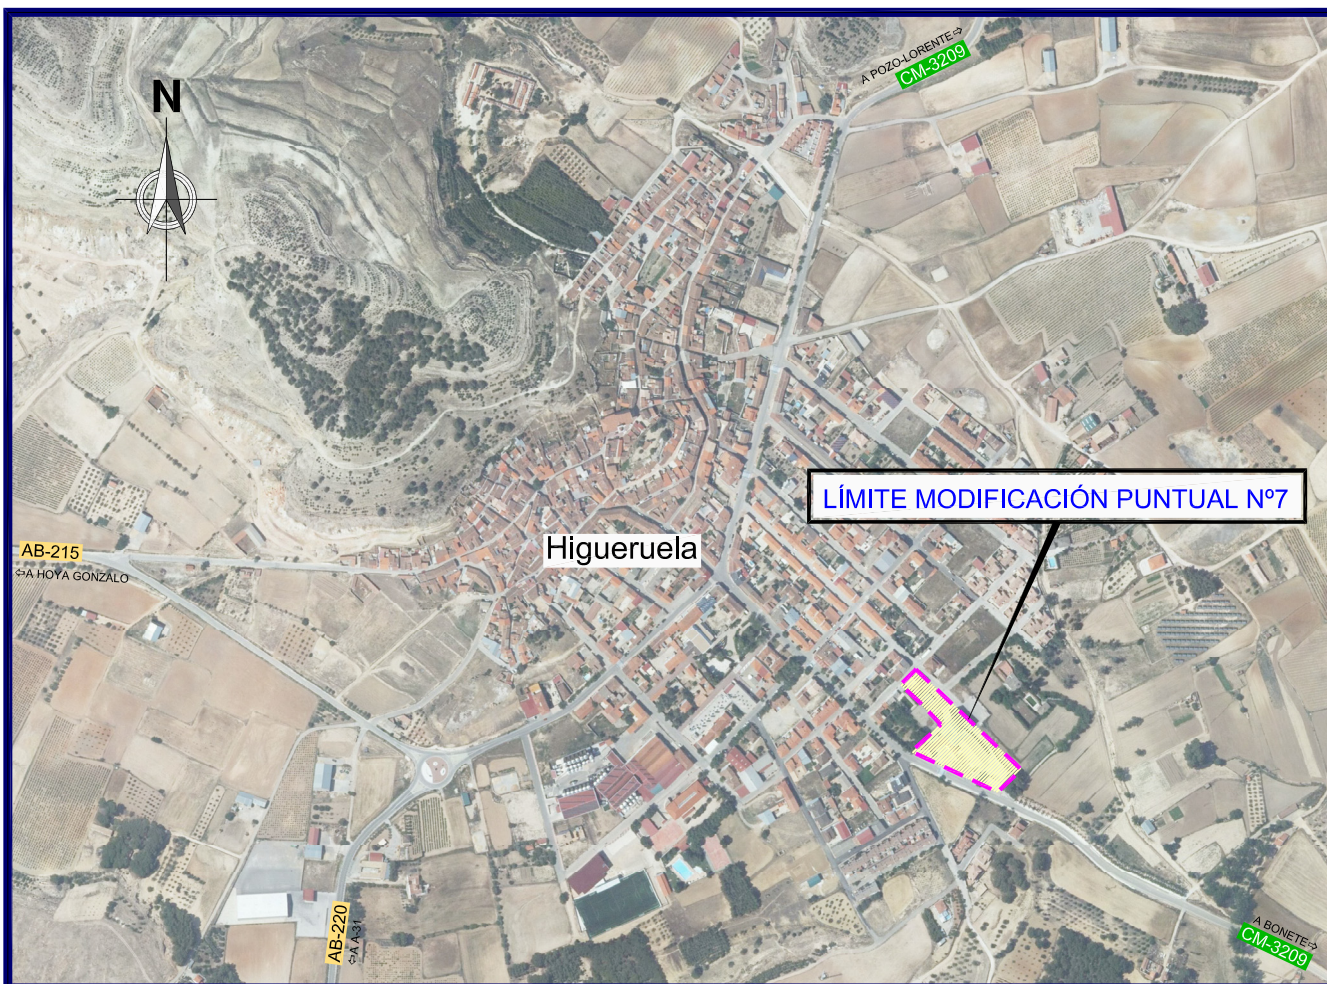 A POZO-LORENTE⇨
CM-3209
N
LÍMITE MODIFICACIÓN PUNTUAL Nº7
Higueruela
AB-215
⇦A HOYA GONZALO
AB-220
⇦A A-31
A BONETE⇨
CM-3209